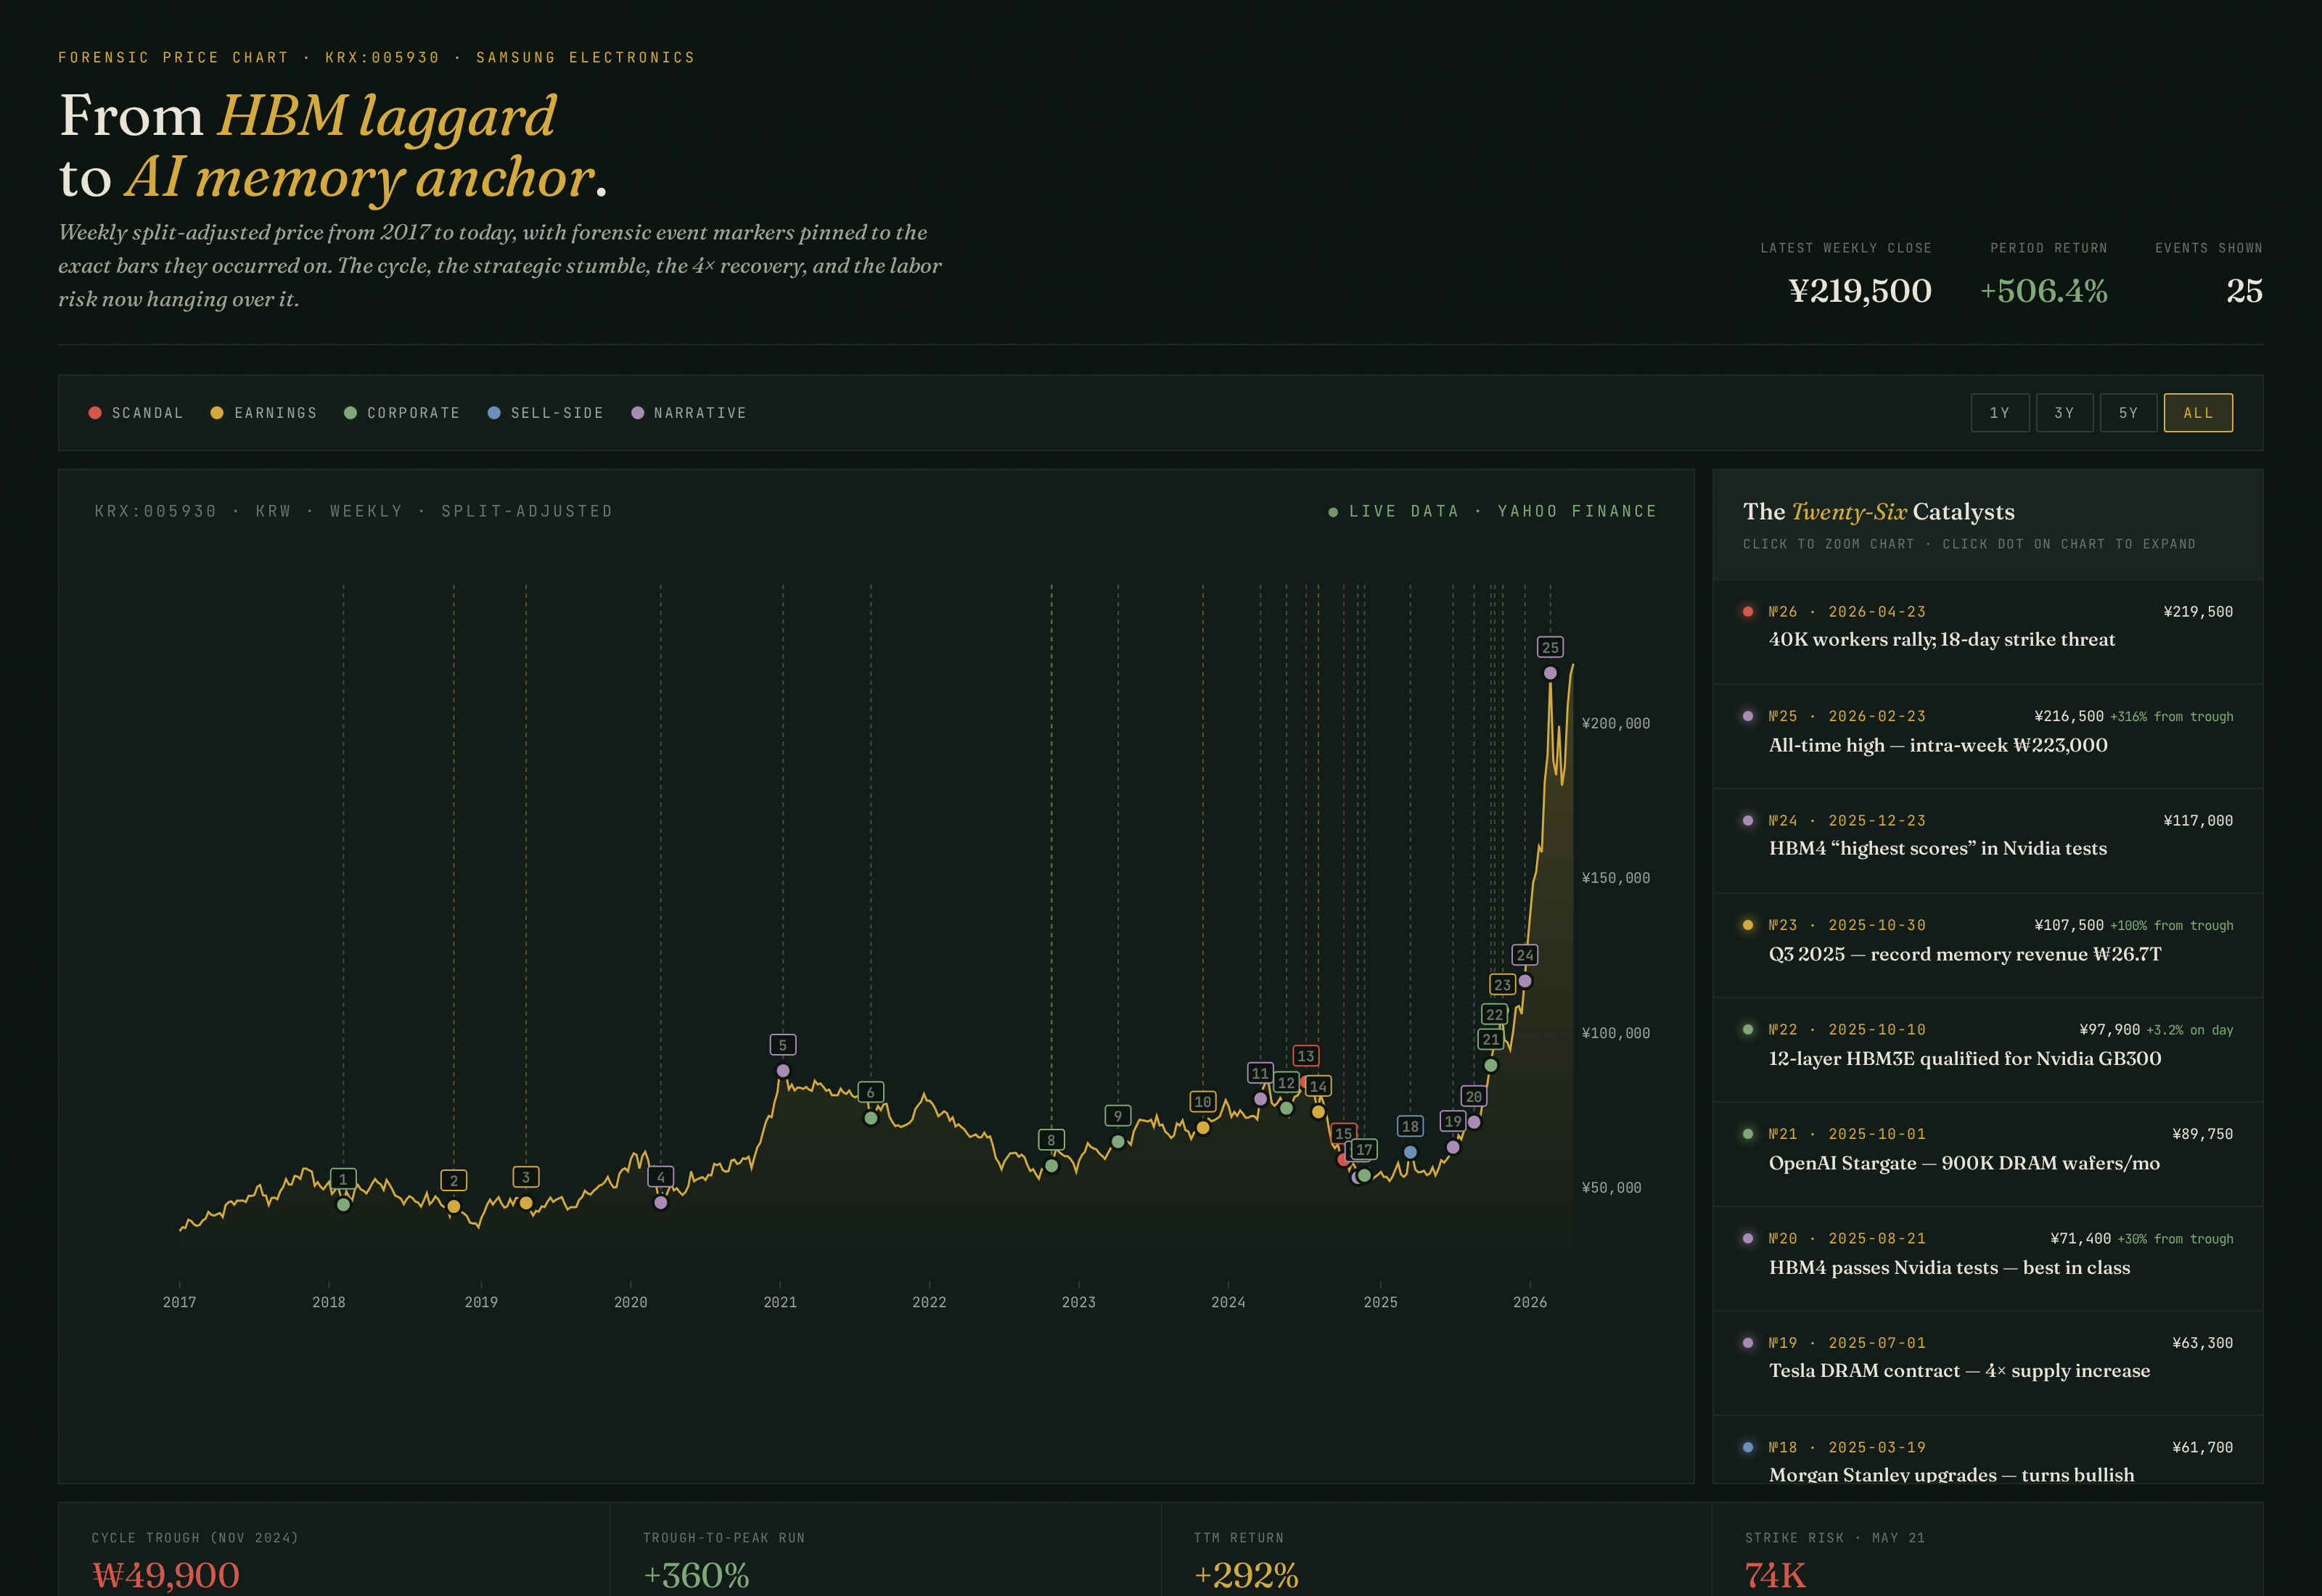 FORENSIC PRICE CHART · KRX:005930 · SAMSUNG ELECTRONICS
From HBM laggard
to AI memory anchor.
Weekly split-adjusted price from 2017 to today, with forensic event markers pinned to the
exact bars they occurred on. The cycle, the strategic stumble, the 4× recovery, and the labor
risk now hanging over it.
LATEST WEEKLY CLOSE
¥219,500
PERIOD RETURN
+506.4%
EVENTS SHOWN
25
SCANDAL EARNINGS CORPORATE SELL-SIDE NARRATIVE
1Y 3Y 5Y ALL
KRX:005930 · KRW · WEEKLY · SPLIT-ADJUSTED
LIVE DATA · YAHOO FINANCE
25
¥200,000
¥150,000
24
23
22
21
¥100,000
5
13
11
12
14
20
6
10
9
19
18
15
17
8
1
2
3
4
¥50,000
2017 2018 2019 2020 2021 2022 2023 2024 2025 2026
The Twenty-Six Catalysts
CLICK TO ZOOM CHART · CLICK DOT ON CHART TO EXPAND
№26 · 2026-04-23 ¥219,500
40K workers rally; 18-day strike threat
№25 · 2026-02-23 ¥216,500 +316% from trough
All-time high — intra-week ₩223,000
№24 · 2025-12-23 ¥117,000
HBM4 “highest scores” in Nvidia tests
№23 · 2025-10-30 ¥107,500 +100% from trough
Q3 2025 — record memory revenue ₩26.7T
№22 · 2025-10-10 ¥97,900 +3.2% on day
12-layer HBM3E qualified for Nvidia GB300
№21 · 2025-10-01 ¥89,750
OpenAI Stargate — 900K DRAM wafers/mo
№20 · 2025-08-21 ¥71,400 +30% from trough
HBM4 passes Nvidia tests — best in class
№19 · 2025-07-01 ¥63,300
Tesla DRAM contract — 4× supply increase
№18 · 2025-03-19 ¥61,700
Morgan Stanley upgrades — turns bullish
CYCLE TROUGH (NOV 2024)
₩49,900
TROUGH-TO-PEAK RUN
+360%
TTM RETURN
+292%
STRIKE RISK · MAY 21
74K